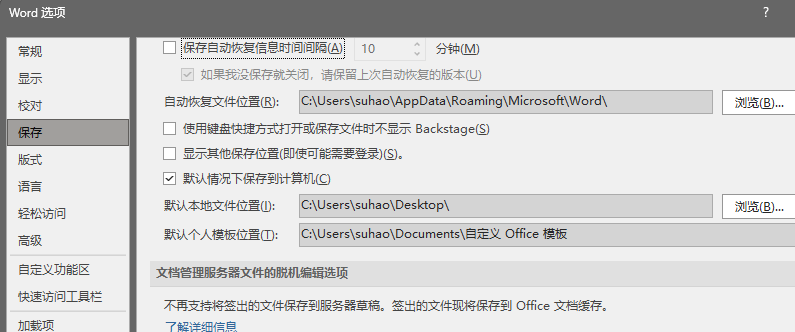 Word 选项 ?
常规
显示
校对
保存
版式
语言
轻松访问
高级
自定义功能区
快速访问工具栏
加载项
保存自动恢复信息时间间隔(A) 10 分钟(M)
如果我没保存就关闭，请保留上次自动恢复的版本(U)
自动恢复文件位置(R): C:\Users\suhao\AppData\Roaming\Microsoft\Word\ 浏览(B)...
使用键盘快捷方式打开或保存文件时不显示 Backstage(S)
显示其他保存位置(即使可能需要登录)(S)。
默认情况下保存到计算机(C)
默认本地文件位置(I): C:\Users\suhao\Desktop\ 浏览(B)...
默认个人模板位置(T): C:\Users\suhao\Documents\自定义 Office 模板
文档管理服务器文件的脱机编辑选项
不再支持将签出的文件保存到服务器草稿。签出的文件现将保存到 Office 文档缓存。
了解详细信息